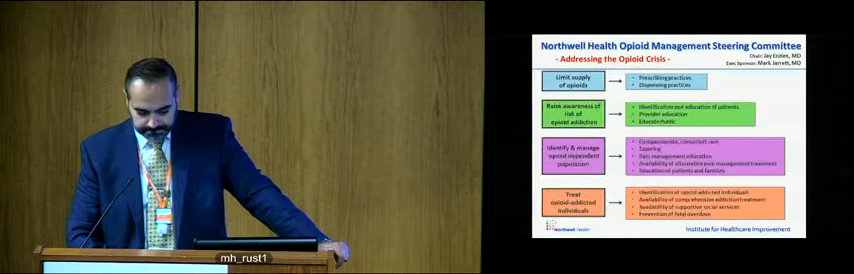 Northwell Health Opioid Management Steering Committee
Chair: Jay Enden, MD
- Addressing the Opioid Crisis -
Exec Sponsor: Mark Jarrett, MD
Limit supply
of opioids
• Prescribing practices
• Dispensing practices
Raise awareness of
risk of
opioid addiction
• Identification and education of patients
• Provider education
• Educate Public
Identify & manage
opioid dependent
population
• Compassionate, consistent care
• Tapering
• Pain management education
• Availability of alternative pain management treatment
• Education of patients and families
Treat
opioid-addicted
individuals
• Identification of opioid addicted individuals
• Availability of comprehensive addiction treatment
• Availability of supportive social services
• Prevention of fatal overdose
Northwell Health
Institute for Healthcare Improvement
mh_rust1